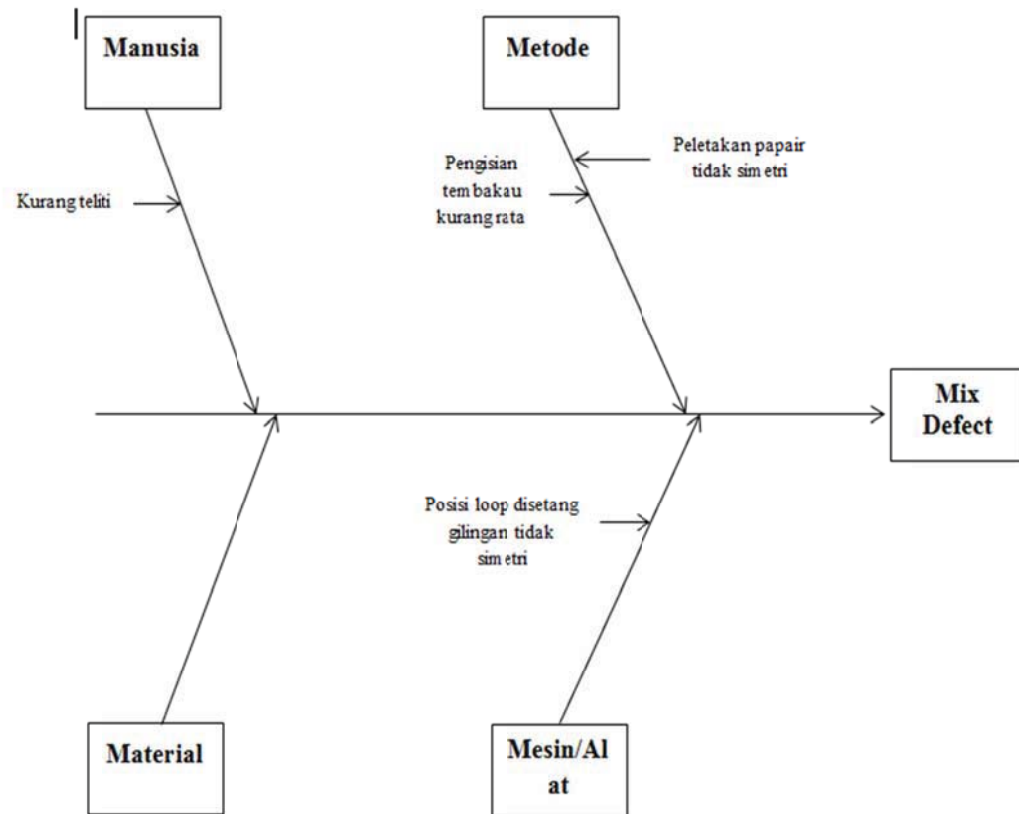 Manusia
Metode
Peletakan papair
tidak simetri
Pengisian
tembakau
kurang rata
Kurang teliti
Mix
Defect
Posisi loop disetang
gilingan tidak
simetri
Material
Mesin/Al
at